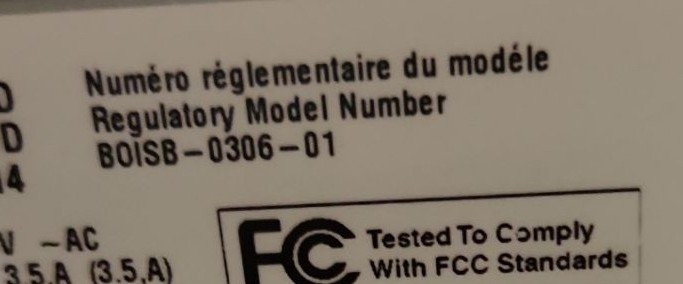 Numéro réglementaire du modéle
Regulatory Model Number
BOISB-0306-01
D
14
V ~AC
3.5.A (3.5,A)
FC Tested To Comply
With FCC Standards